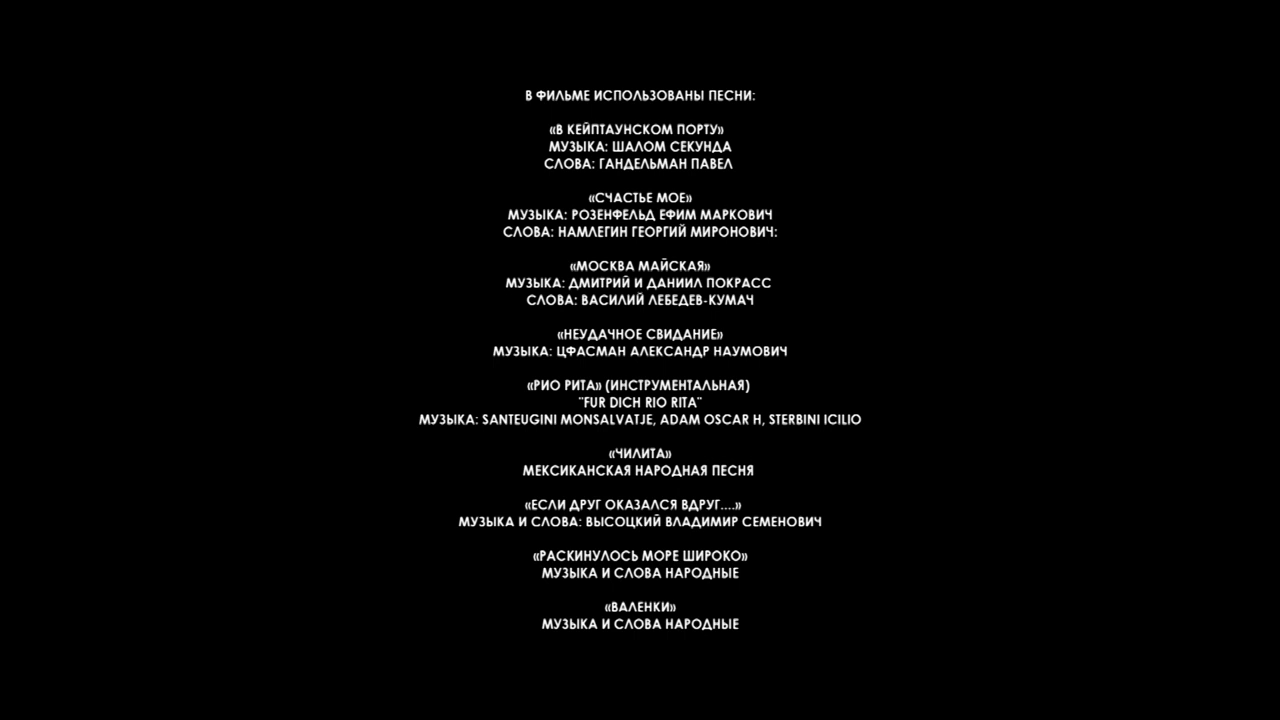 В ФИЛЬМЕ ИСПОЛЬЗОВАНЫ ПЕСНИ:
«В КЕЙПТАУНСКОМ ПОРТУ»
МУЗЫКА: ШАЛОМ СЕКУНДА
СЛОВА: ГАНДЕЛЬМАН ПАВЕЛ
«СЧАСТЬЕ МОЕ»
МУЗЫКА: РОЗЕНФЕЛЬД ЕФИМ МАРКОВИЧ
СЛОВА: НАМЛЕГИН ГЕОРГИЙ МИРОНОВИЧ:
«МОСКВА МАЙСКАЯ»
МУЗЫКА: ДМИТРИЙ И ДАНИИЛ ПОКРАСС
СЛОВА: ВАСИЛИЙ ЛЕБЕДЕВ-КУМАЧ
«НЕУДАЧНОЕ СВИДАНИЕ»
МУЗЫКА: ЦФАСМАН АЛЕКСАНДР НАУМОВИЧ
«РИО РИТА» (ИНСТРУМЕНТАЛЬНАЯ)
"FUR DICH RIO RITA"
МУЗЫКА: SANTEUGINI MONSALVATJE, ADAM OSCAR H, STERBINI ICILIO
«ЧИЛИТА»
МЕКСИКАНСКАЯ НАРОДНАЯ ПЕСНЯ
«ЕСЛИ ДРУГ ОКАЗАЛСЯ ВДРУГ....»
МУЗЫКА И СЛОВА: ВЫСОЦКИЙ ВЛАДИМИР СЕМЕНОВИЧ
«РАСКИНУЛОСЬ МОРЕ ШИРОКО»
МУЗЫКА И СЛОВА НАРОДНЫЕ
«ВАЛЕНКИ»
МУЗЫКА И СЛОВА НАРОДНЫЕ